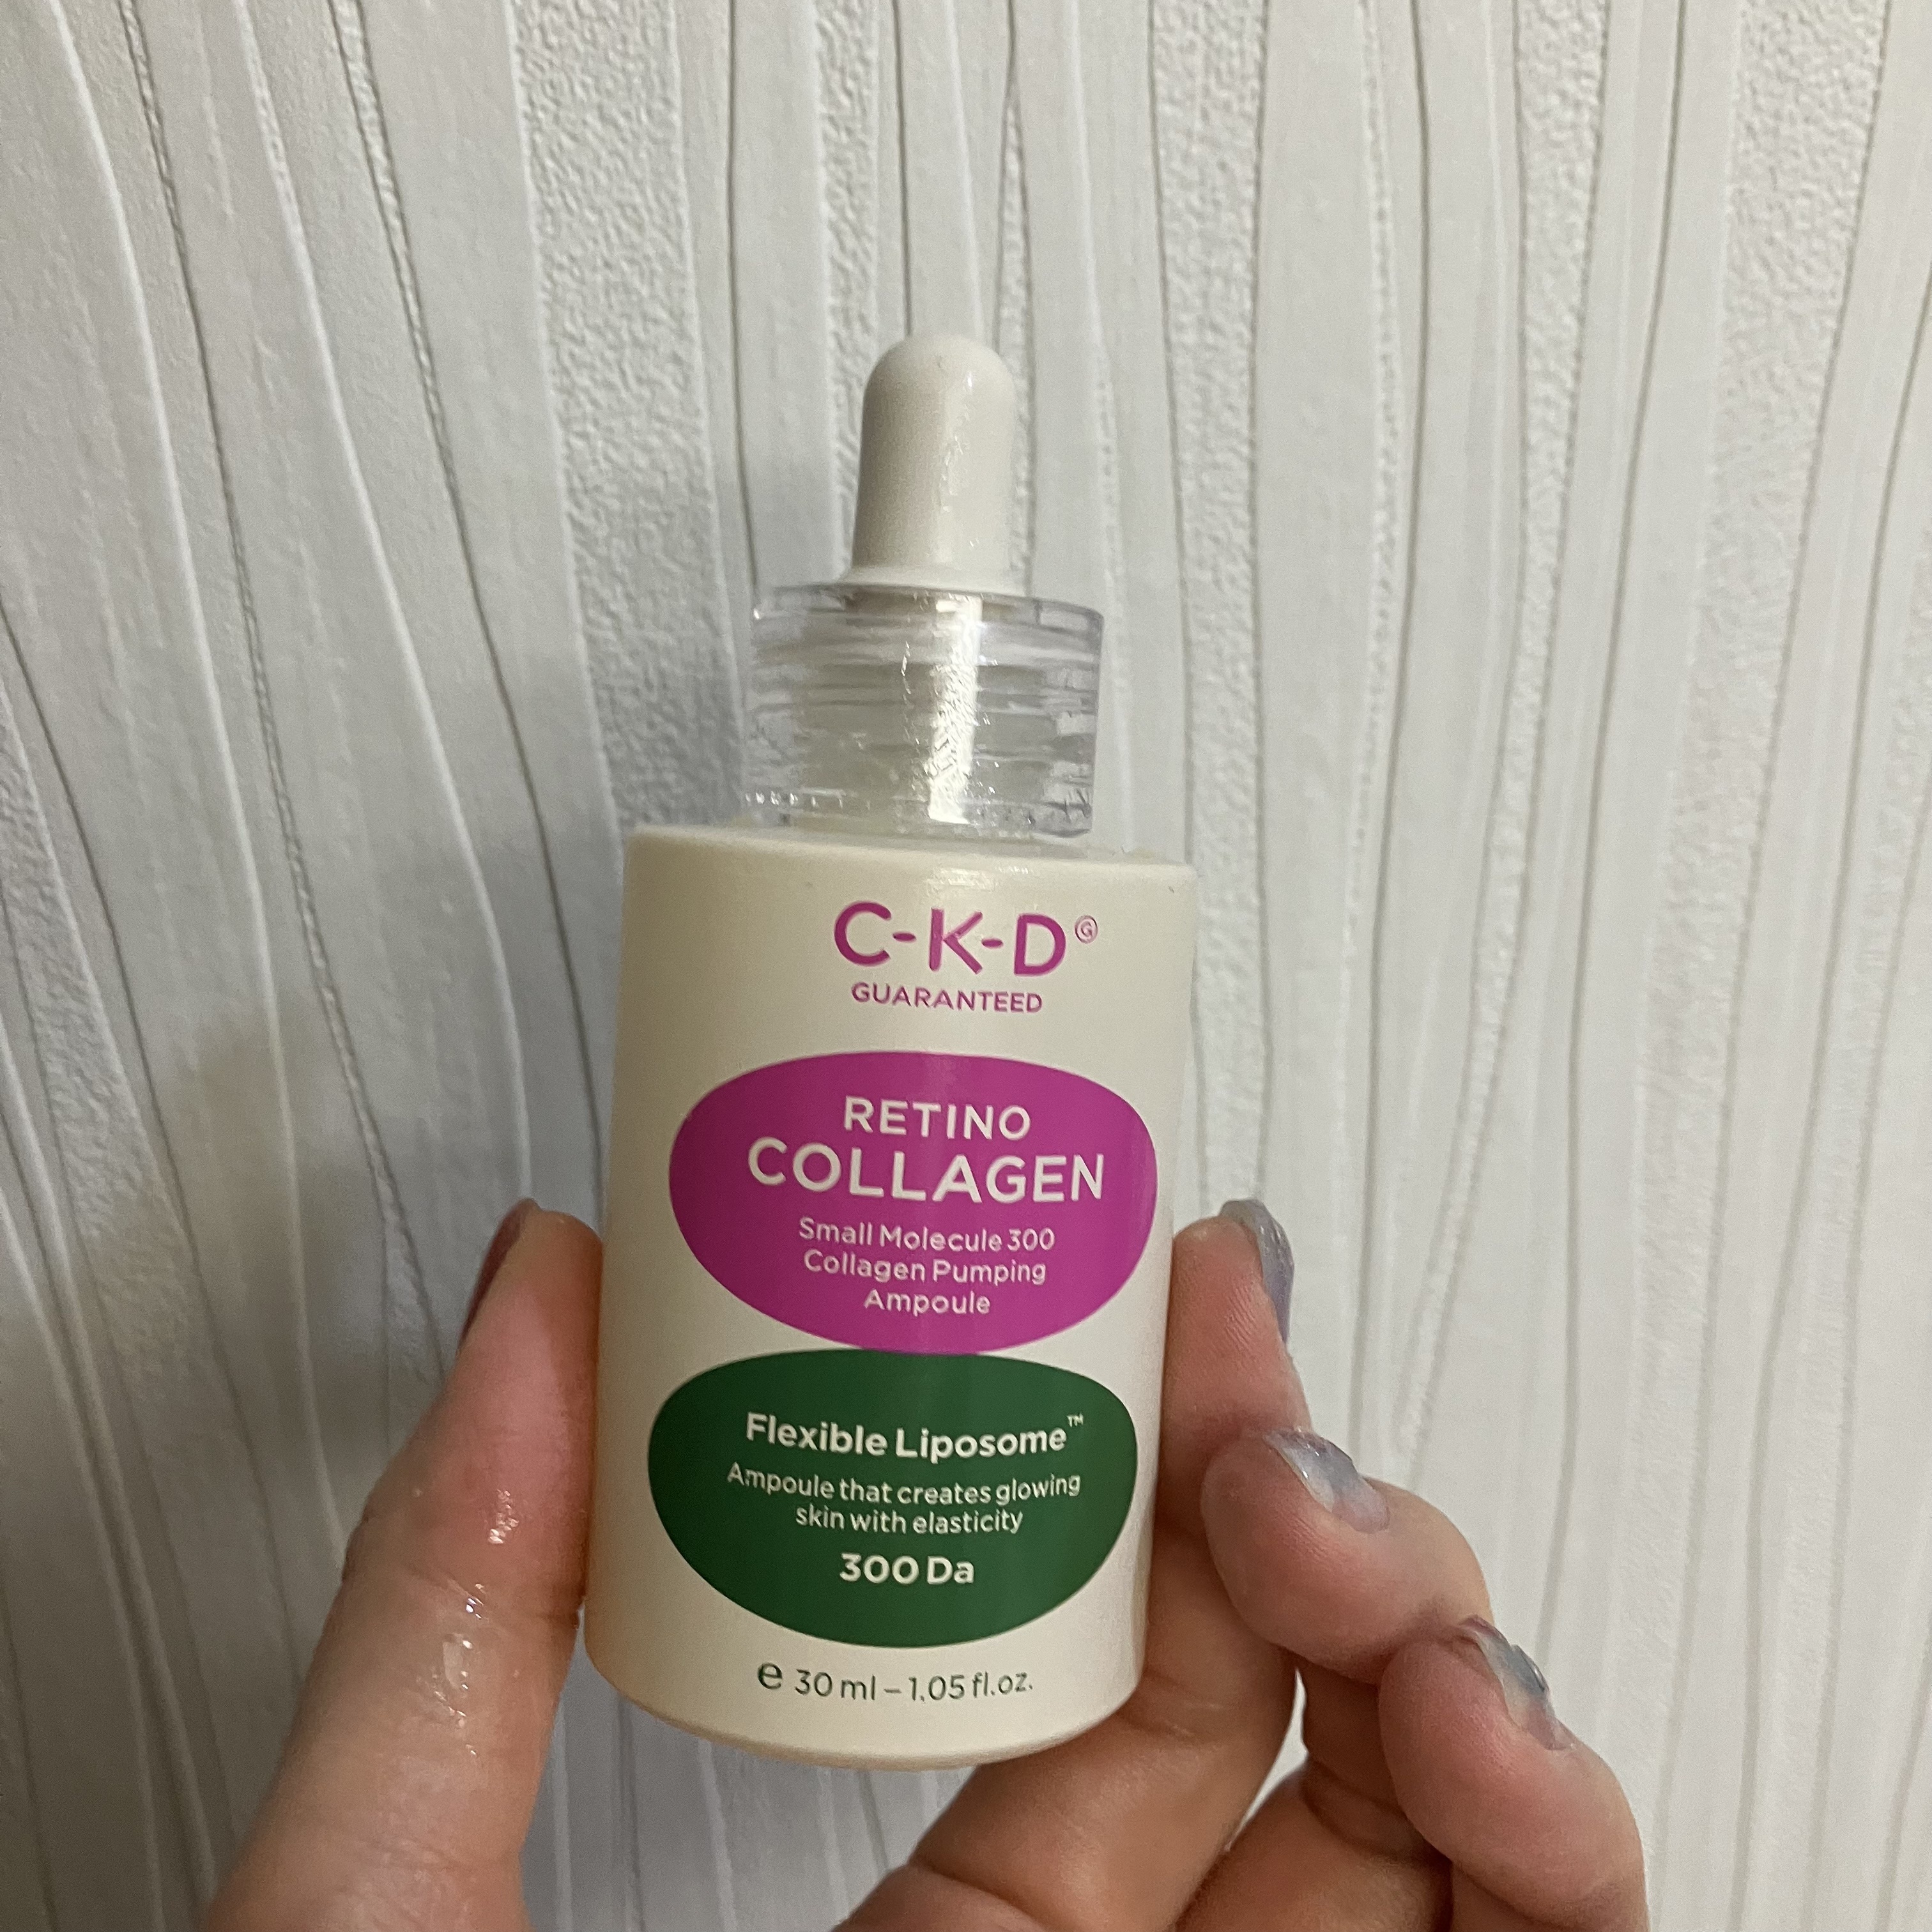 C-K-D G
GUARANTEED
RETINO
COLLAGEN
Small Molecule 300
Collagen Pumping
Ampoule
Flexible Liposome™
Ampoule that creates glowing
skin with elasticity
300 Da
℮ 30 ml – 1.05 fl.oz.